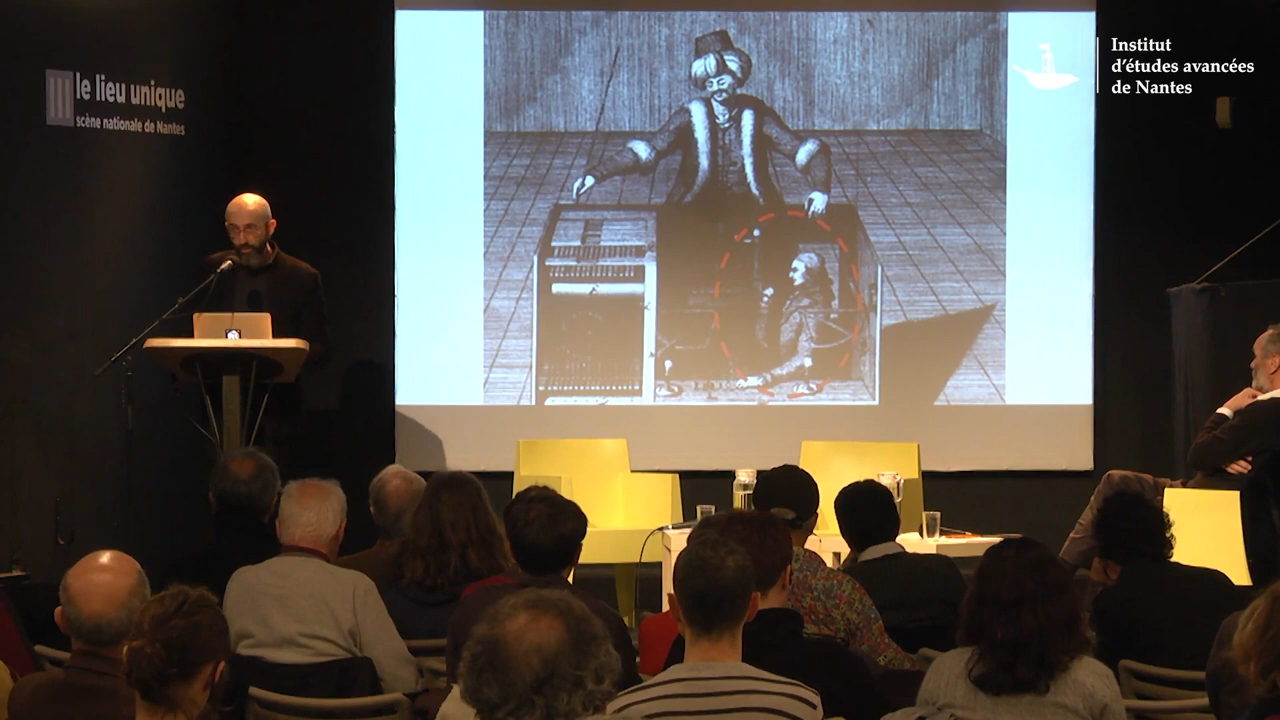 le lieu unique
scène nationale de Nantes
Institut
d'études avancées
de Nantes